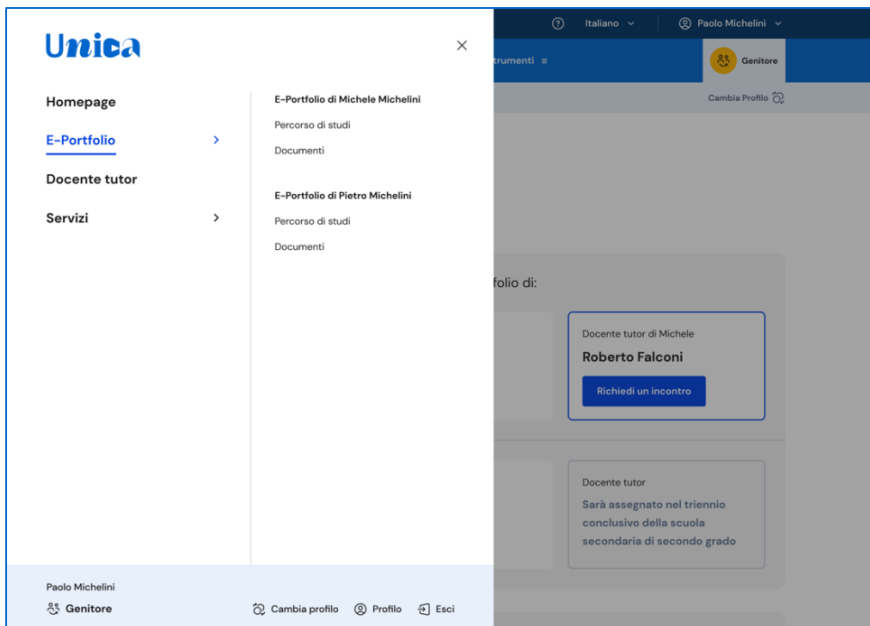 Unica
Homepage
E-Portfolio
Docente tutor
Servizi
E-Portfolio di Michele Michelini
Percorso di studi
Documenti
E-Portfolio di Pietro Michelini
Percorso di studi
Documenti
Paolo Michelini
Genitore
Cambia profilo
Profilo
Esci
Italiano
Paolo Michelini
trumenti
Genitore
Cambia Profilo
folio di:
Docente tutor di Michele
Roberto Falconi
Richiedi un incontro
Docente tutor
Sarà assegnato nel triennio
conclusivo della scuola
secondaria di secondo grado